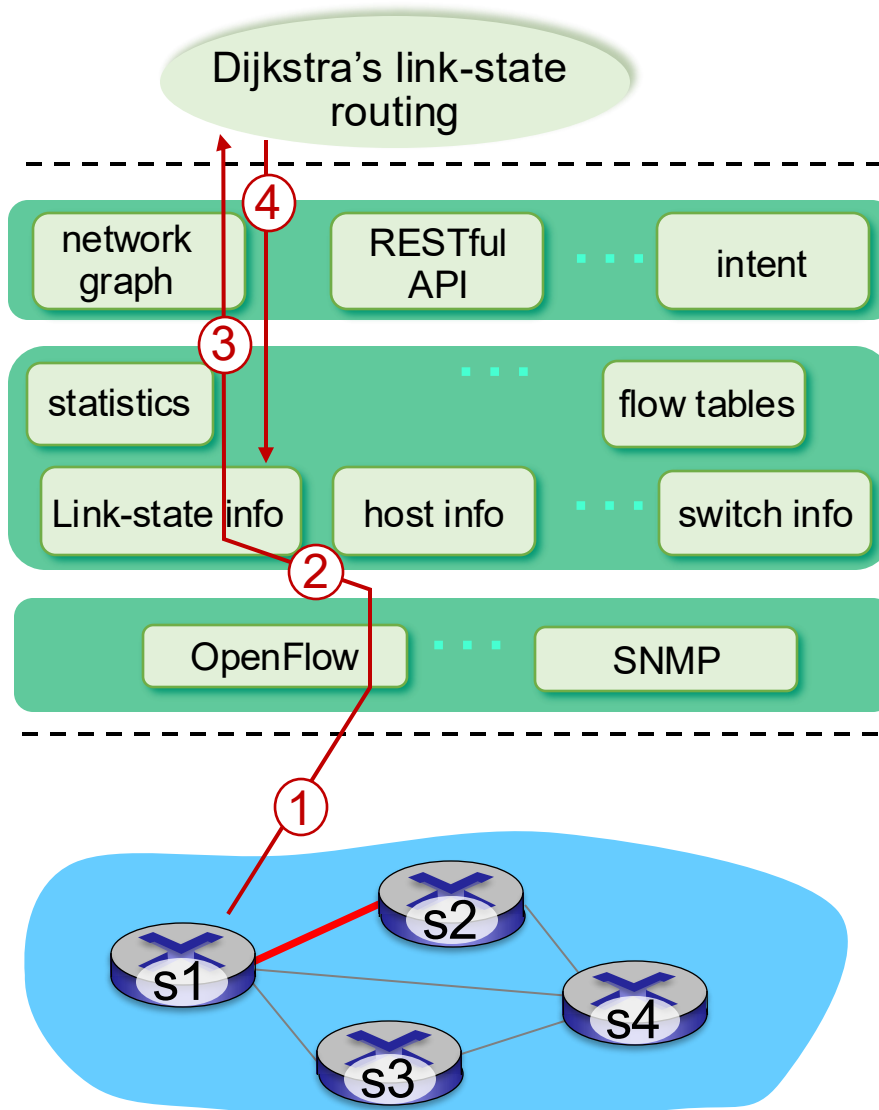 Dijkstra's link-state
routing
4
network
graph
RESTful
API
intent
3
statistics
flow tables
Link-state info
host info
switch info
2
OpenFlow
SNMP
1
s2
s1
s4
s3